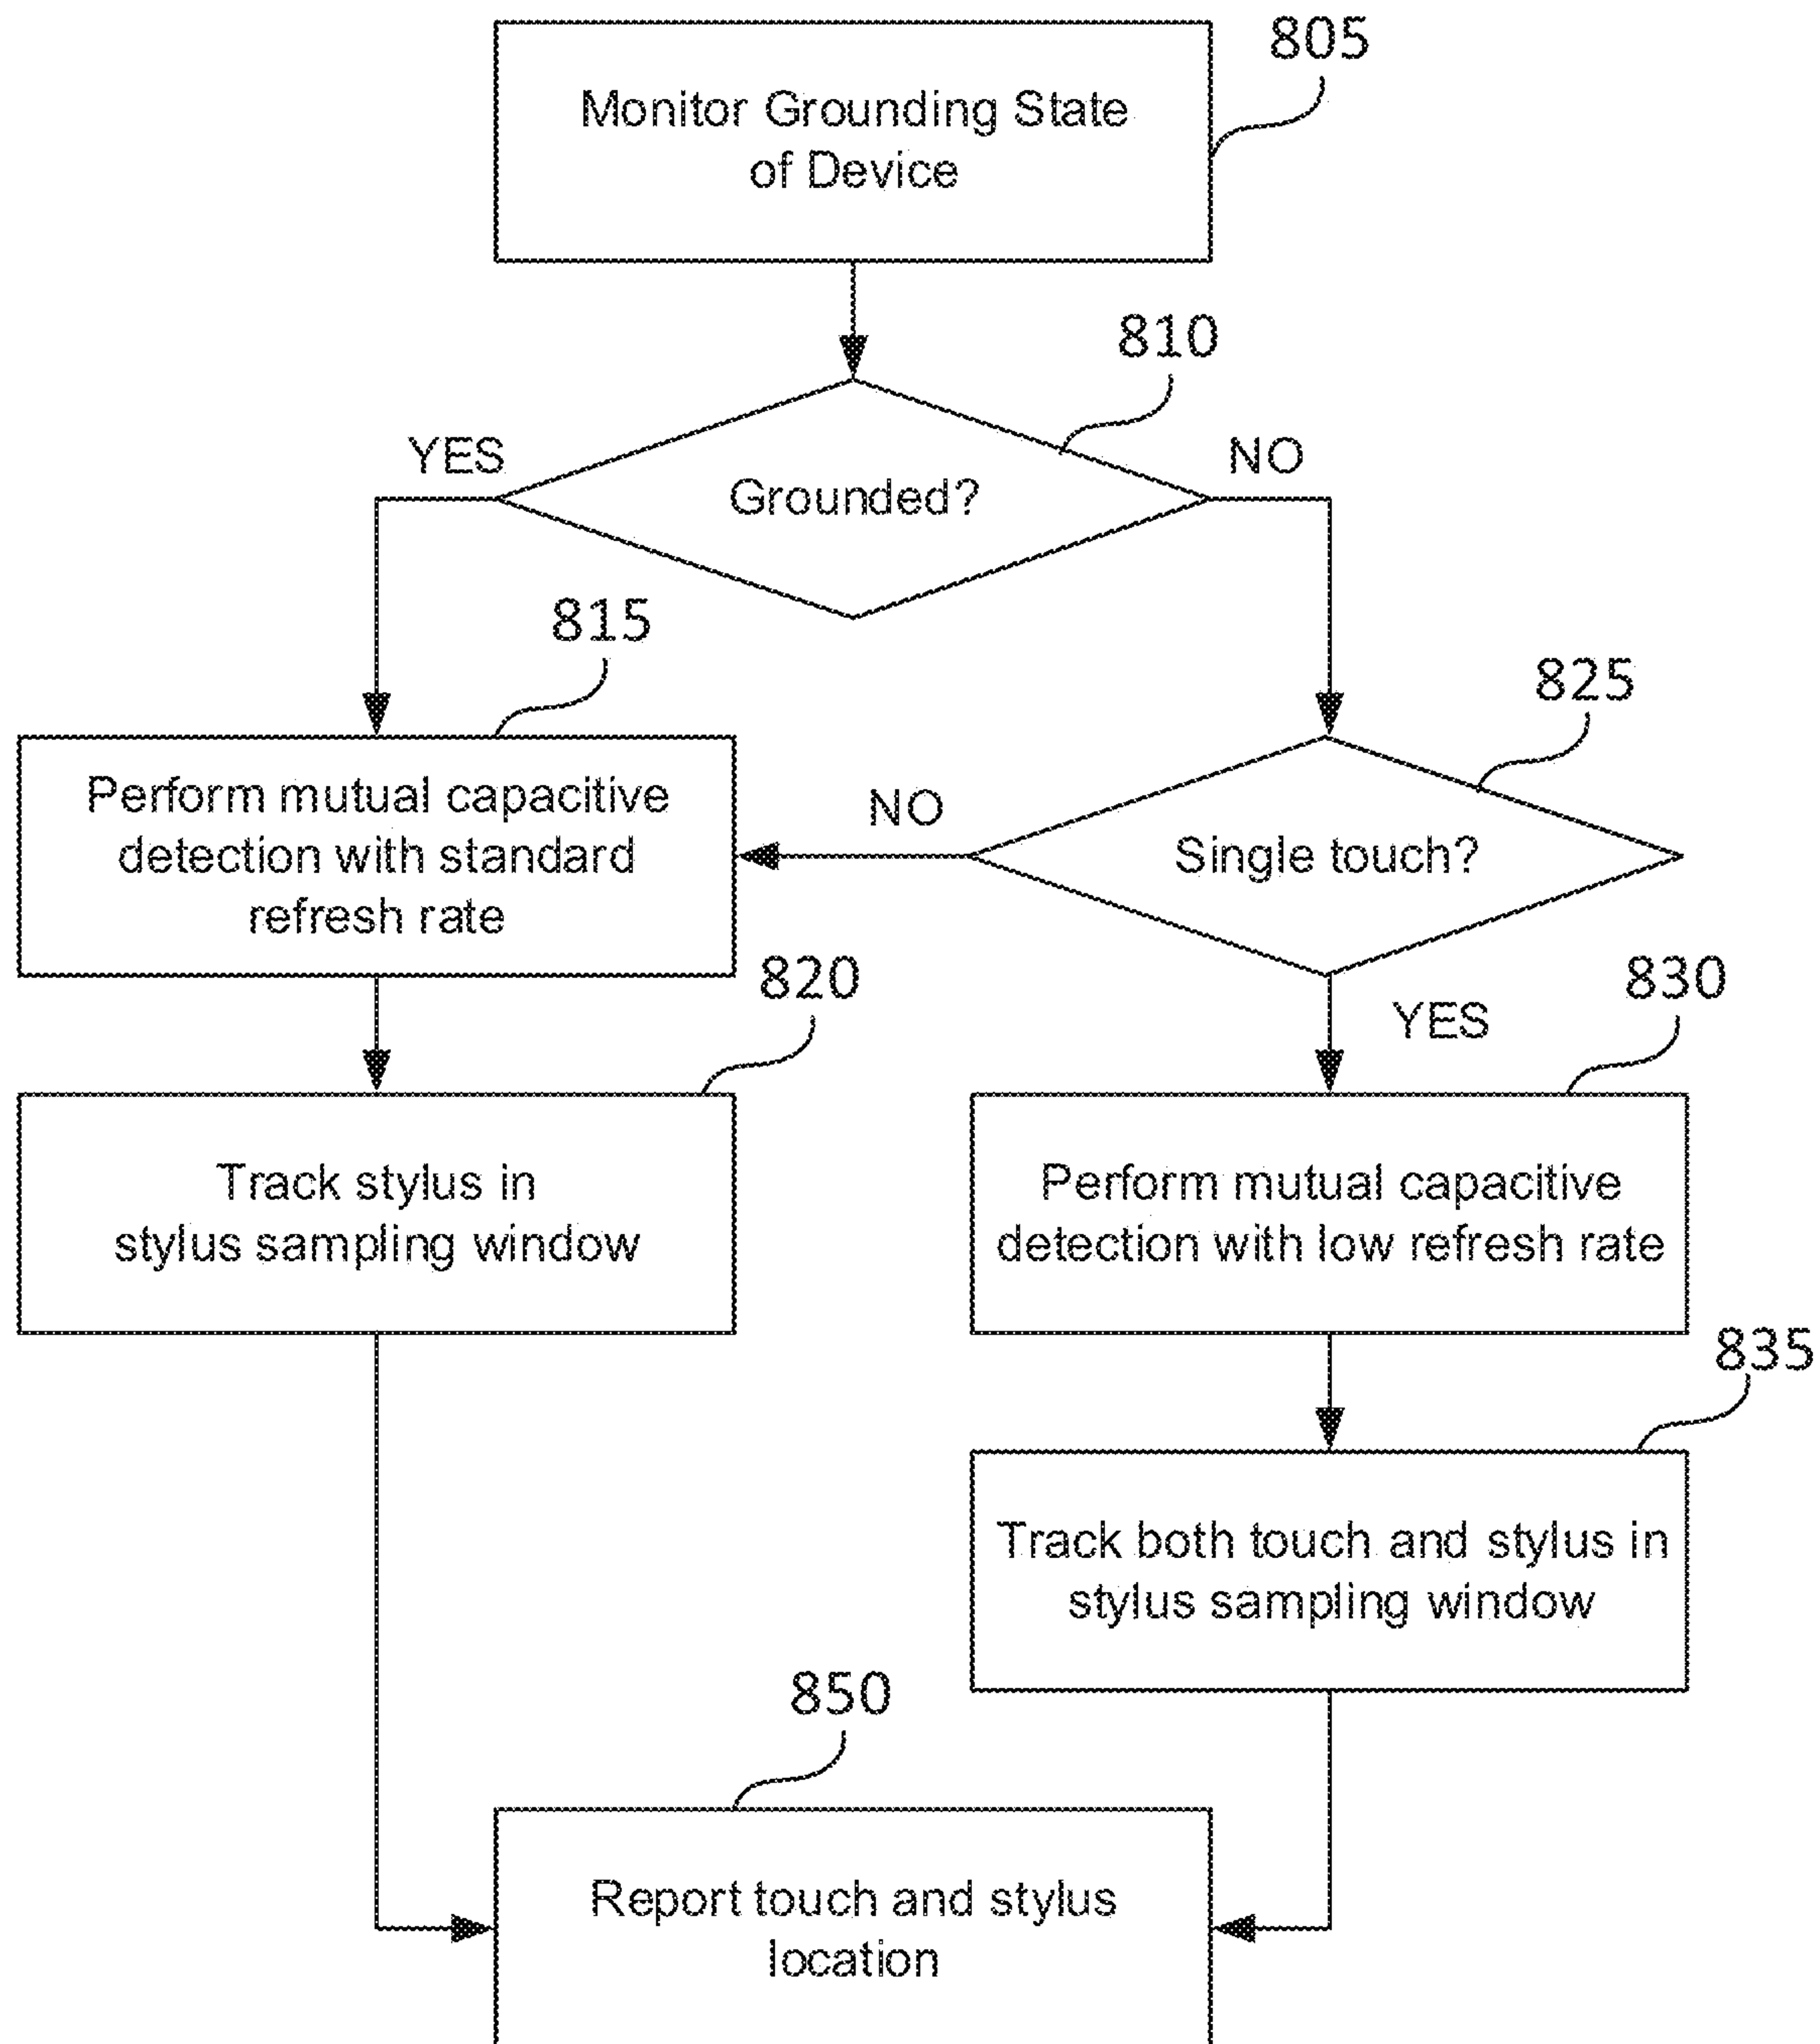 805
Monitor Grounding State
of Device
810
YES
NO
Grounded?
815
825
Perform mutual capacitive
detection with standard
refresh rate
NO
Single touch?
820
YES
830
Track stylus in
stylus sampling window
Perform mutual capacitive
detection with low refresh rate
835
Track both touch and stylus in
stylus sampling window
850
Report touch and stylus
location